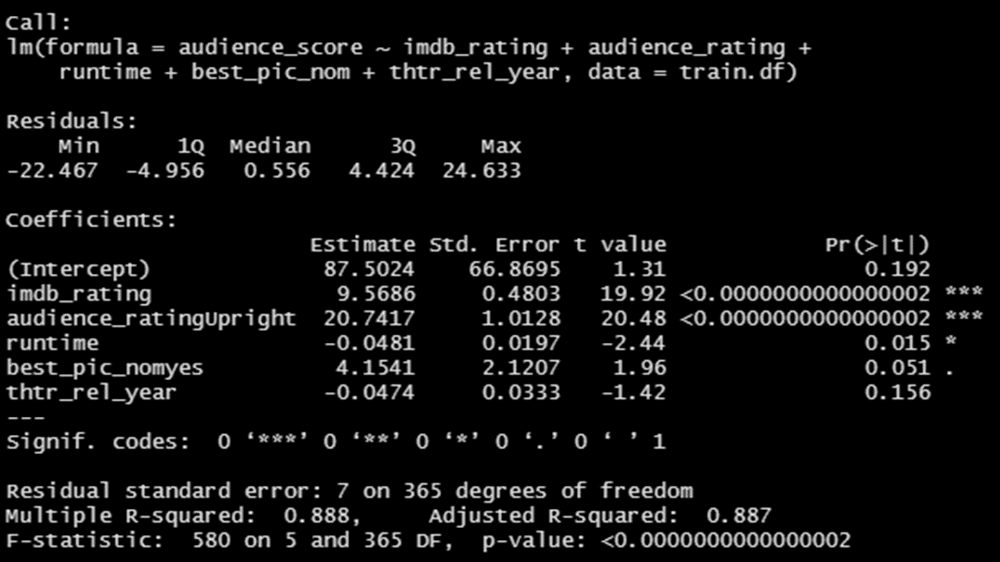 Call:
lm(formula = audience_score ~ imdb_rating + audience_rating +
    runtime + best_pic_nom + thtr_rel_year, data = train.df)

Residuals:
    Min      1Q  Median      3Q     Max
-22.467  -4.956   0.556   4.424  24.633

Coefficients:
                       Estimate Std. Error t value            Pr(>|t|)
(Intercept)             87.5024    66.8695    1.31               0.192
imdb_rating              9.5686     0.4803   19.92 <0.0000000000000002 ***
audience_ratingUpright  20.7417     1.0128   20.48 <0.0000000000000002 ***
runtime                 -0.0481     0.0197   -2.44               0.015 *
best_pic_nomyes          4.1541     2.1207    1.96               0.051 .
thtr_rel_year           -0.0474     0.0333   -1.42               0.156
---
Signif. codes:  0 ‘***’ 0 ‘**’ 0 ‘*’ 0 ‘.’ 0 ‘ ’ 1

Residual standard error: 7 on 365 degrees of freedom
Multiple R-squared:  0.888,     Adjusted R-squared:  0.887
F-statistic:  580 on 5 and 365 DF,  p-value: <0.0000000000000002